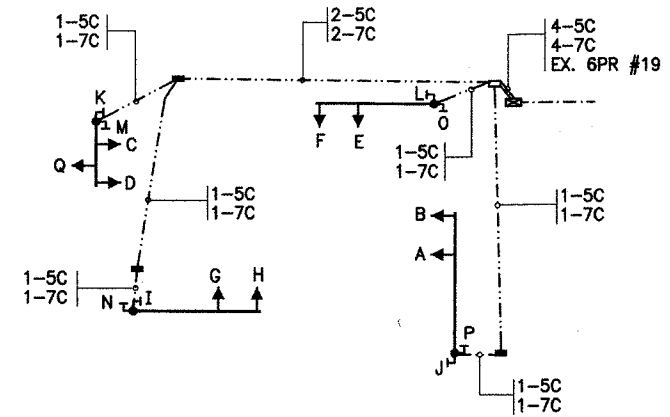 1-5C
1-7C
2-5C
2-7C
4-5C
4-7C
EX. 6PR #19
K
M
C
Q
D
L
O
F
E
1-5C
1-7C
1-5C
1-7C
1-5C
1-7C
B
A
1-5C
1-7C
G
H
N
I
P
J
1-5C
1-7C